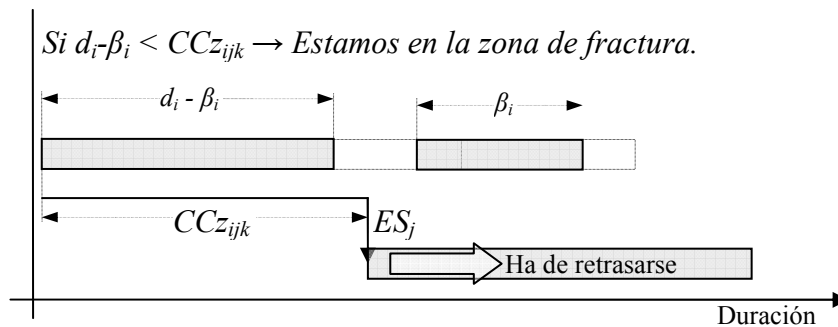 Si dᵢ-βᵢ < CCzᵢⱼₖ → Estamos en la zona de fractura.
dᵢ - βᵢ
βᵢ
CCzᵢⱼₖ
ESⱼ
Ha de retrasarse
Duración